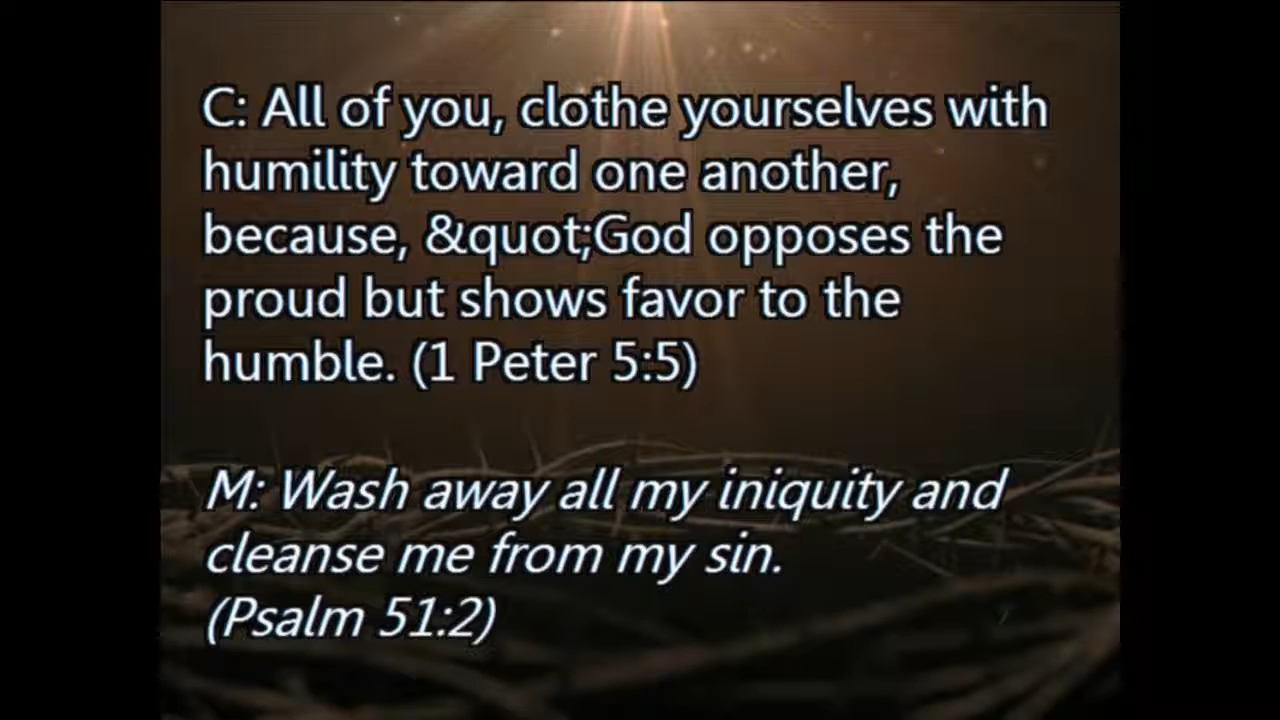 C: All of you, clothe yourselves with
humility toward one another,
because, &quot;God opposes the
proud but shows favor to the
humble. (1 Peter 5:5)
M: Wash away all my iniquity and
cleanse me from my sin.
(Psalm 51:2)